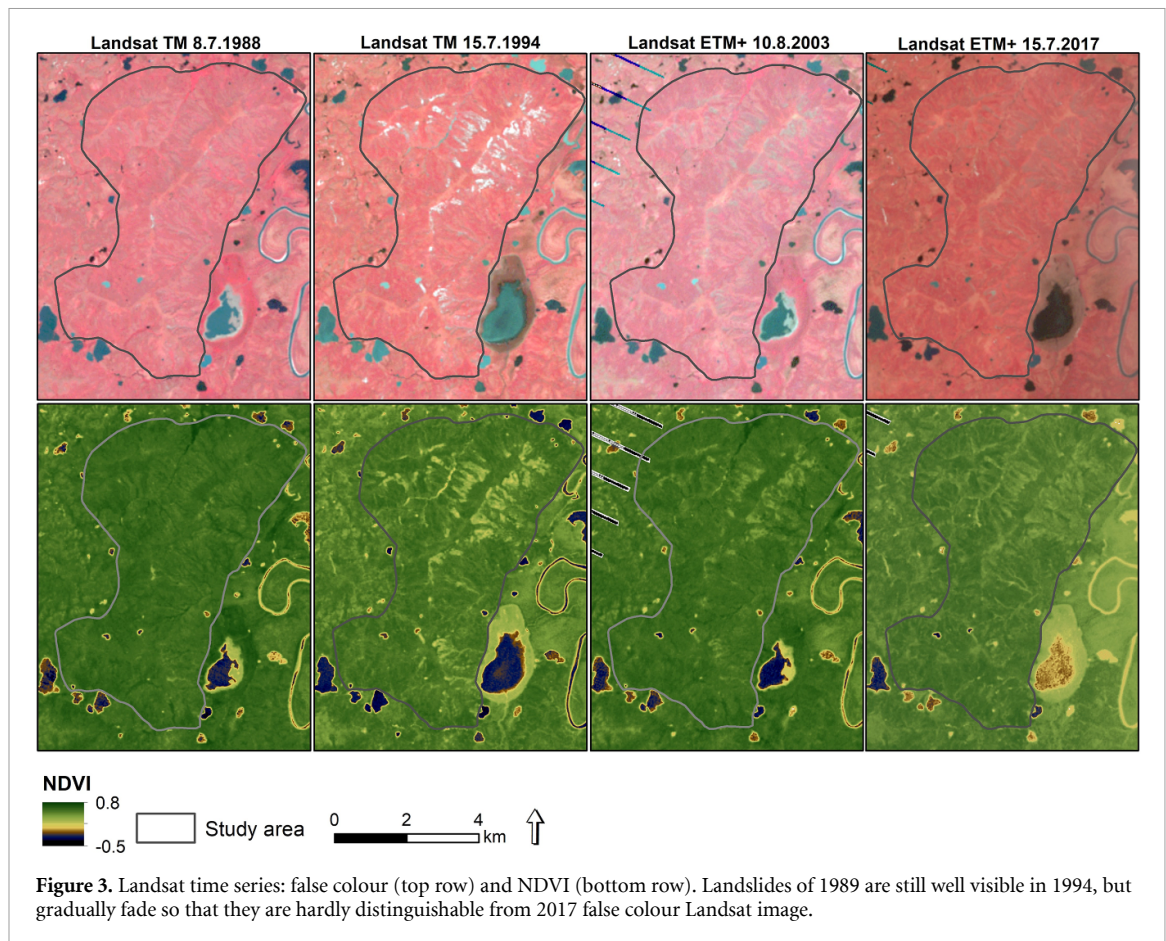 Landsat TM 8.7.1988
Landsat TM 15.7.1994
Landsat ETM+ 10.8.2003
Landsat ETM+ 15.7.2017
NDVI
0.8
-0.5
Study area
0 2 4
km
Figure 3. Landsat time series: false colour (top row) and NDVI (bottom row). Landslides of 1989 are still well visible in 1994, but
gradually fade so that they are hardly distinguishable from 2017 false colour Landsat image.